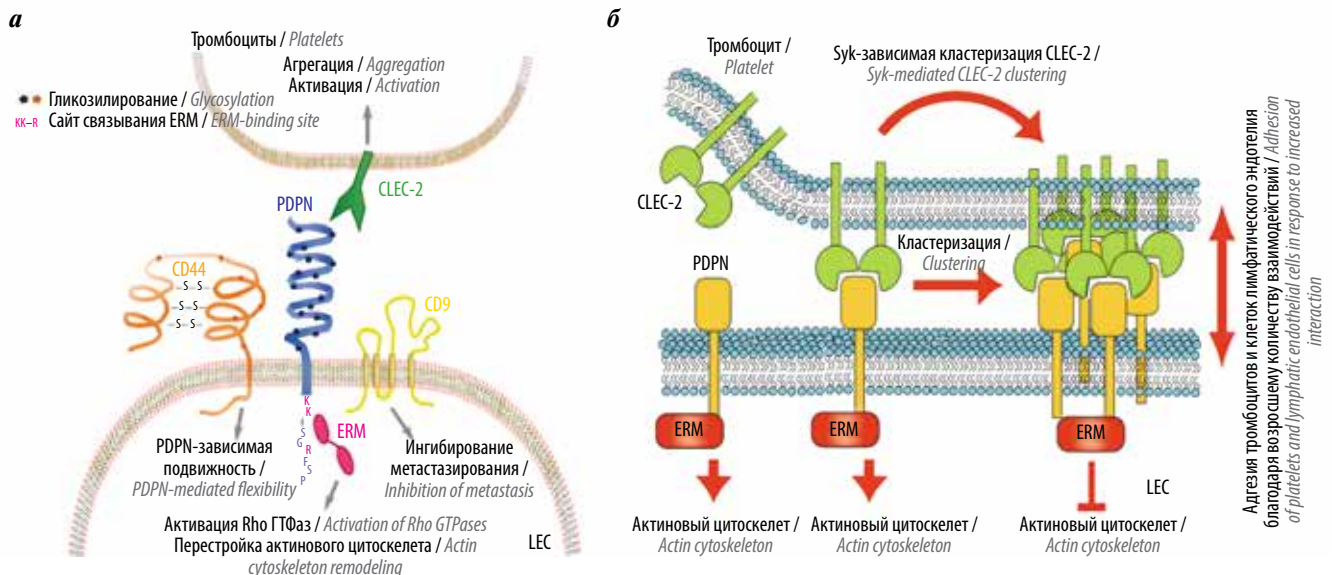 а
Тромбоциты / Platelets
Агрегация / Aggregation
Активация / Activation
Гликозилирование / Glycosylation
KK–R Сайт связывания ERM / ERM-binding site
CLEC-2
PDPN
CD44
S S
S S
S S
CD9
K
K
S
G
R
F
S
P
ERM
PDPN-зависимая
подвижность /
PDPN-mediated flexibility
Ингибирование
метастазирования /
Inhibition of metastasis
Активация Rho ГТФаз / Activation of Rho GTPases
Перестройка актинового цитоскелета / Actin
cytoskeleton remodeling
LEC
б
Тромбоцит /
Platelet
Syk-зависимая кластеризация CLEC-2 /
Syk-mediated CLEC-2 clustering
CLEC-2
PDPN
Кластеризация /
Clustering
ERM
ERM
ERM
LEC
Актиновый цитоскелет /
Actin cytoskeleton
Актиновый цитоскелет /
Actin cytoskeleton
Актиновый цитоскелет /
Actin cytoskeleton
Адгезия тромбоцитов и клеток лимфатического эндотелия
благодаря возросшему количеству взаимодействий / Adhesion
of platelets and lymphatic endothelial cells in response to increased
interaction